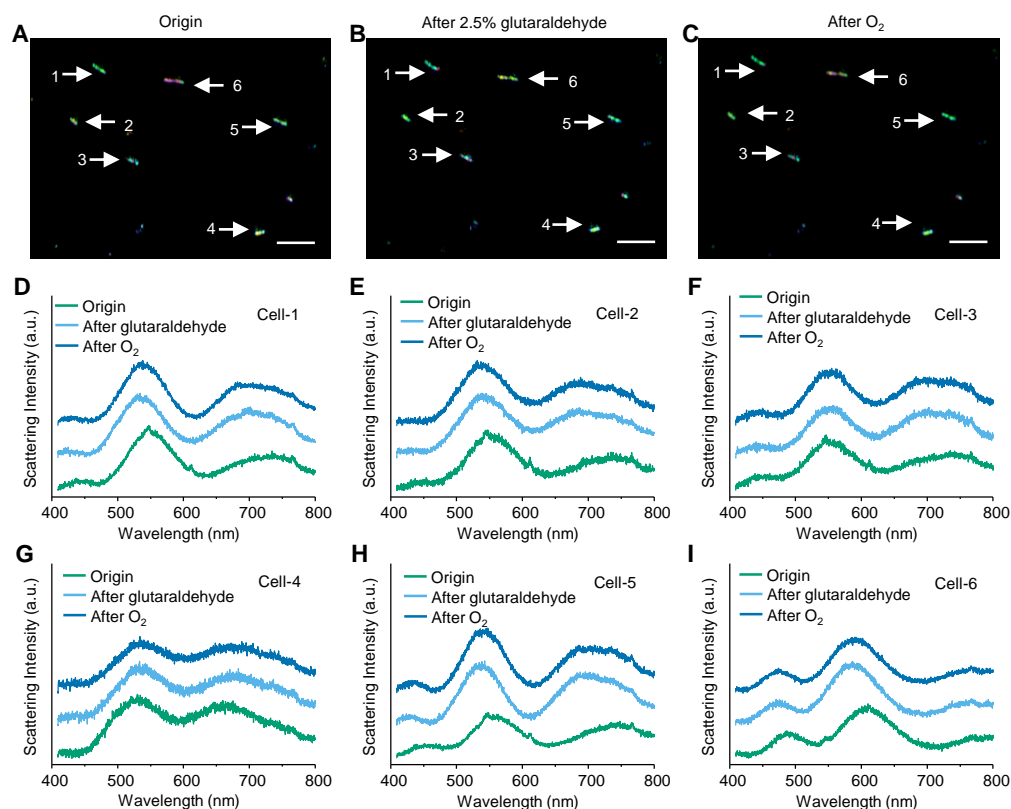 Origin
After 2.5% glutaraldehyde
After O₂
A
B
C
1
6
2
5
3
4
1
6
2
5
3
4
1
6
2
5
3
4
D
E
F
Origin
After glutaraldehyde
After O₂
Cell-1
Origin
After glutaraldehyde
After O₂
Cell-2
Origin
After glutaraldehyde
After O₂
Cell-3
Scattering Intensity (a.u.)
Scattering Intensity (a.u.)
Scattering Intensity (a.u.)
400 500 600 700 800
400 500 600 700 800
400 500 600 700 800
Wavelength (nm)
Wavelength (nm)
Wavelength (nm)
G
H
I
Origin
After glutaraldehyde
After O₂
Cell-4
Origin
After glutaraldehyde
After O₂
Cell-5
Origin
After glutaraldehyde
After O₂
Cell-6
Scattering Intensity (a.u.)
Scattering Intensity (a.u.)
Scattering Intensity (a.u.)
400 500 600 700 800
400 500 600 700 800
400 500 600 700 800
Wavelength (nm)
Wavelength (nm)
Wavelength (nm)